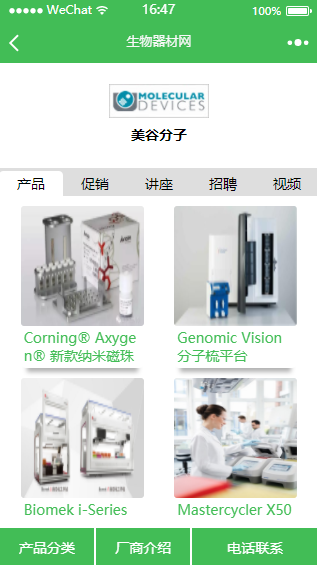 WeChat 16:47 100%
生物器材网
MOLECULAR
DEVICES
美谷分子
产品 促销 讲座 招聘 视频
Corning® Axyge
n® 新款纳米磁珠
Genomic Vision
分子梳平台
Biomek i-Series
Mastercycler X50
产品分类 厂商介绍 电话联系